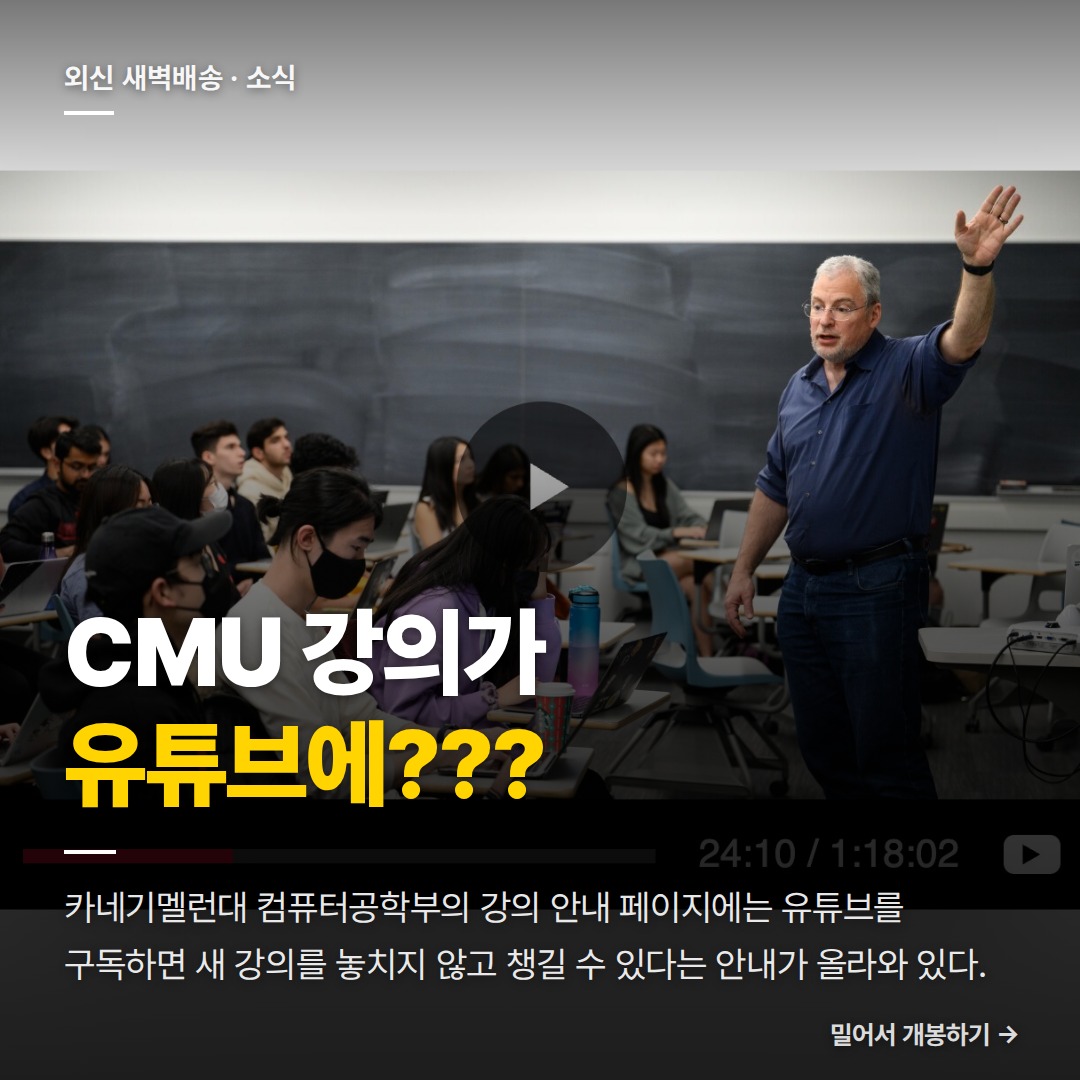 외신 새벽배송 · 소식
CMU 강의가
유튜브에???
24:10 / 1:18:02
카네기멜런대 컴퓨터공학부의 강의 안내 페이지에는 유튜브를
구독하면 새 강의를 놓치지 않고 챙길 수 있다는 안내가 올라와 있다.
밀어서 개봉하기 →